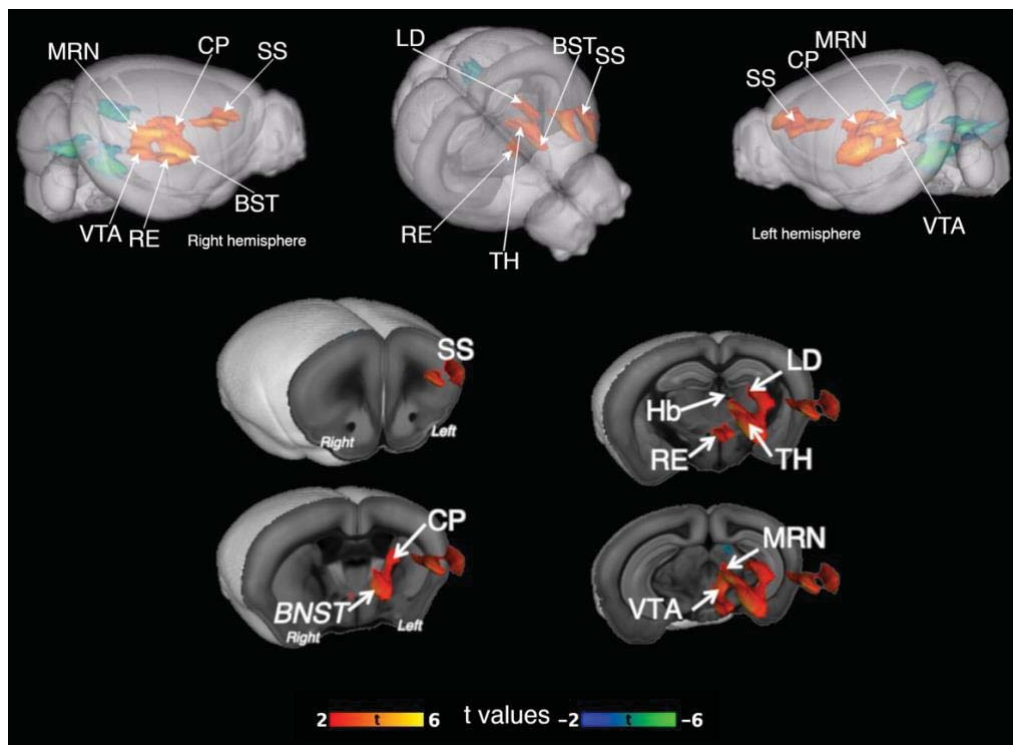 MRN
CP
SS
VTA
RE
BST
Right hemisphere
LD
BST
SS
RE
TH
MRN
CP
SS
VTA
Left hemisphere
SS
Right
Left
LD
Hb
RE
TH
CP
BNST
Right
Left
MRN
VTA
2 t 6 t values -2 t -6